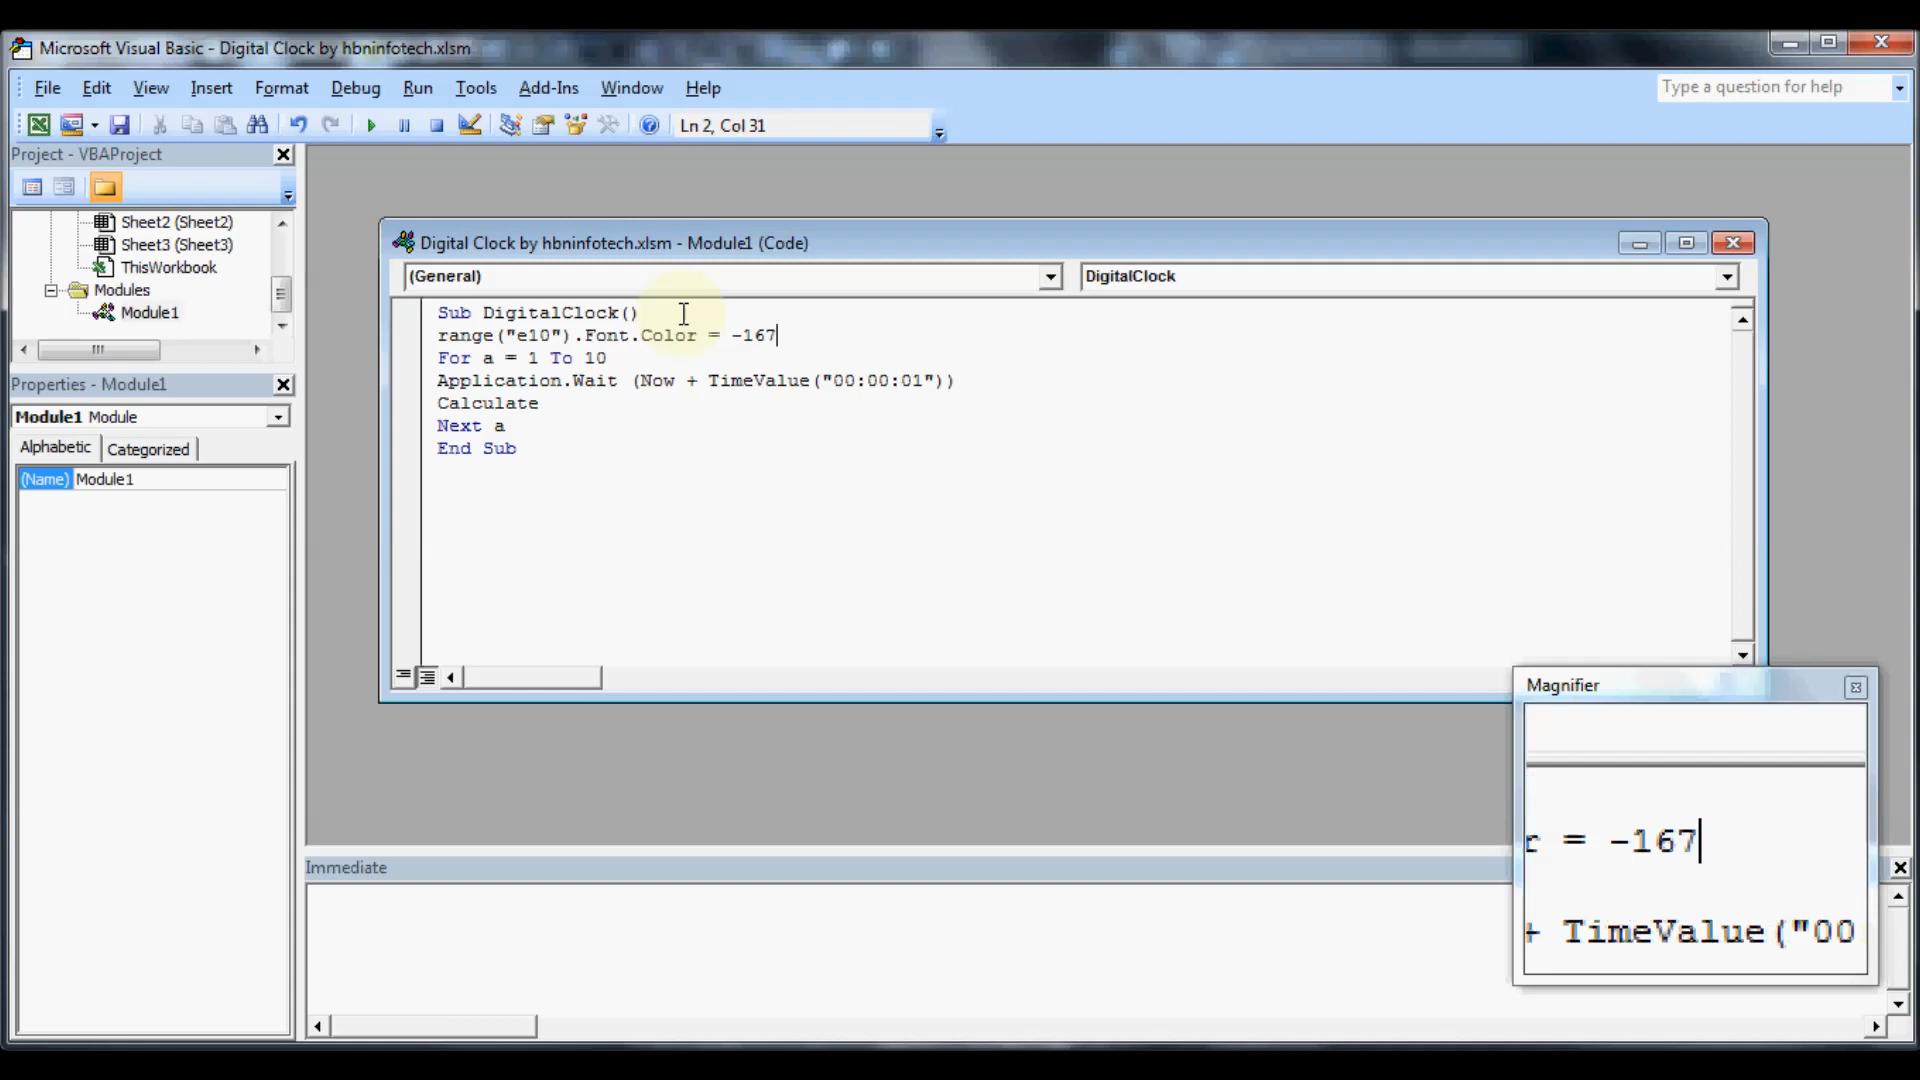 Microsoft Visual Basic - Digital Clock by hbninfotech.xlsm
File Edit View Insert Format Debug Run Tools Add-Ins Window Help
Type a question for help
Ln 2, Col 31
Project - VBAProject
Sheet2 (Sheet2)
Sheet3 (Sheet3)
ThisWorkbook
Modules
Module1
Properties - Module1
Module1 Module
Alphabetic Categorized
(Name) Module1
Digital Clock by hbninfotech.xlsm - Module1 (Code)
(General) DigitalClock
Sub DigitalClock()
range("e10").Font.Color = -167
For a = 1 To 10
Application.Wait (Now + TimeValue("00:00:01"))
Calculate
Next a
End Sub
Immediate
Magnifier
r = -167
+ TimeValue("00